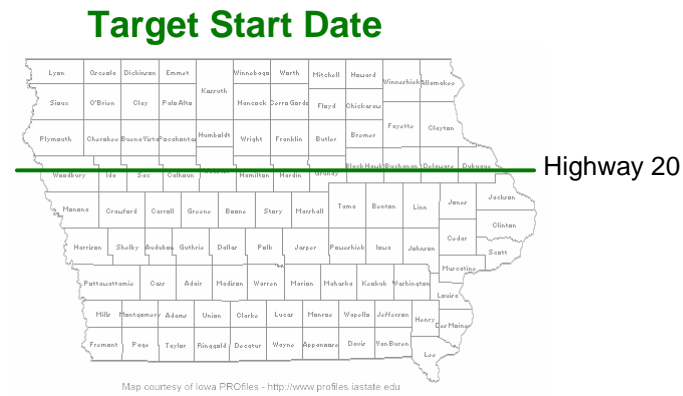 Target Start Date
Lyon Osceola Dickinson Emmet Winnebago Worth Mitchell Howard Winneshiek Allamakee
Kossuth
Sioux O'Brien Clay Palo Alto Hancock Cerro Gordo Floyd Chickasaw
Fayette Clayton
Plymouth Cherokee Buena Vista Pocahontas Humboldt Wright Franklin Butler Bremer
Highway 20
Black Hawk Buchanan Delaware Dubuque
Woodbury Ida Sac Calhoun Hamilton Hardin Grundy
Jones Jackson
Monona Crawford Carroll Greene Boone Story Marshall Tama Benton Linn
Clinton
Cedar
Harrison Shelby Audubon Guthrie Dallas Polk Jasper Poweshiek Iowa Johnson Scott
Muscatine
Pottawattamie Cass Adair Madison Warren Marion Mahaska Keokuk Washington
Louisa
Mills Montgomery Adams Union Clarke Lucas Monroe Wapello Jefferson Henry Des Moines
Fremont Page Taylor Ringgold Decatur Wayne Appanoose Davis Van Buren Lee
Map courtesy of Iowa PROfiles - http://www.profiles.iastate.edu